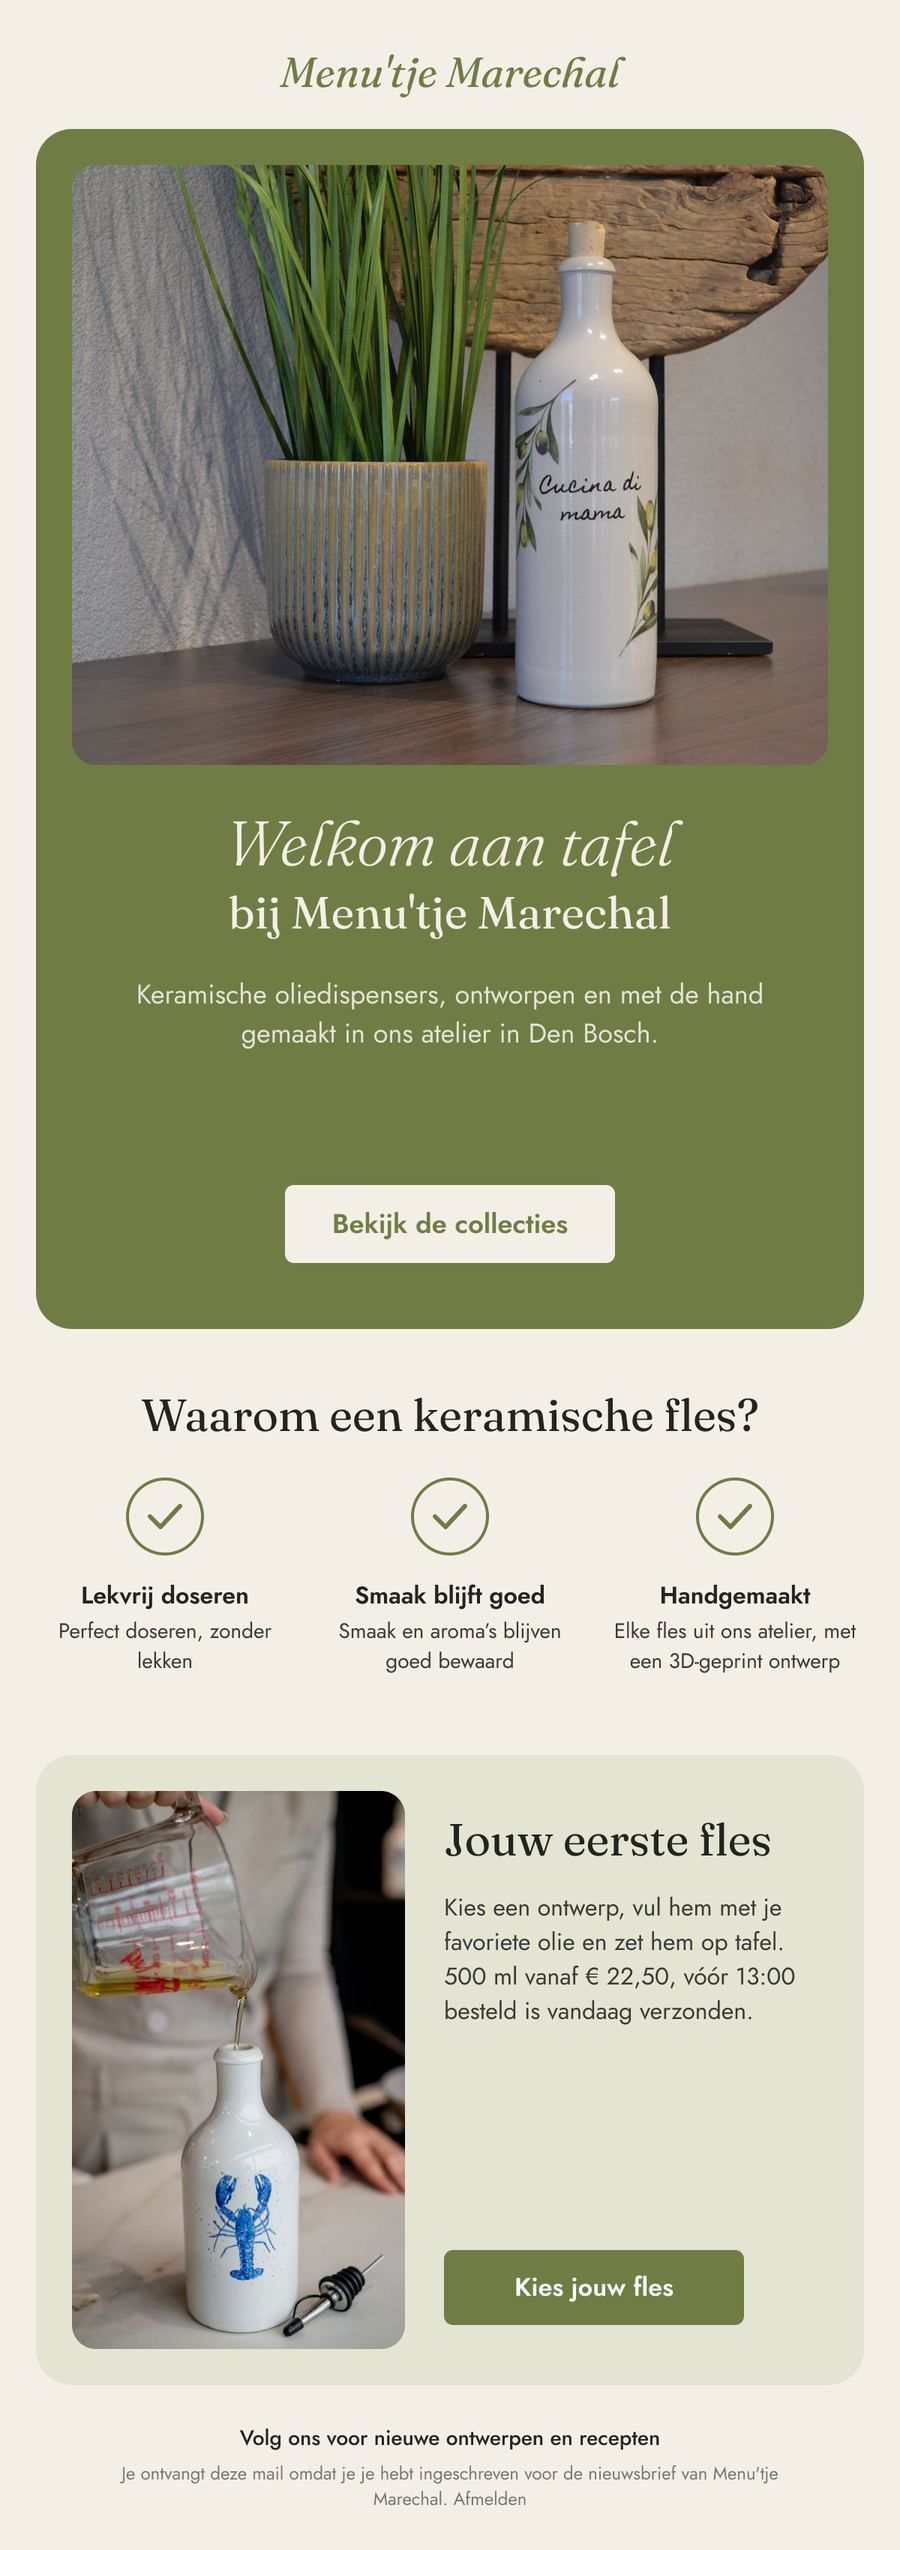 Menu'tje Marechal
Cucina di
mama
Welkom aan tafel
bij Menu'tje Marechal
Keramische oliedispensers, ontworpen en met de hand
gemaakt in ons atelier in Den Bosch.
Bekijk de collecties
Waarom een keramische fles?
Lekvrij doseren
Perfect doseren, zonder
lekken
Smaak blijft goed
Smaak en aroma’s blijven
goed bewaard
Handgemaakt
Elke fles uit ons atelier, met
een 3D-geprint ontwerp
Jouw eerste fles
Kies een ontwerp, vul hem met je
favoriete olie en zet hem op tafel.
500 ml vanaf € 22,50, vóór 13:00
besteld is vandaag verzonden.
Kies jouw fles
Volg ons voor nieuwe ontwerpen en recepten
Je ontvangt deze mail omdat je je hebt ingeschreven voor de nieuwsbrief van Menu'tje
Marechal. Afmelden